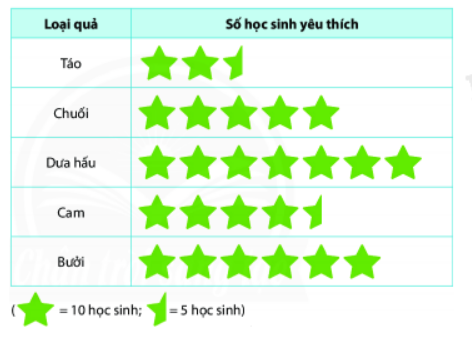 Loại quả Số học sinh yêu thích
Táo
Chuối
Dưa hấu
Cam
Bưởi
( = 10 học sinh; = 5 học sinh)